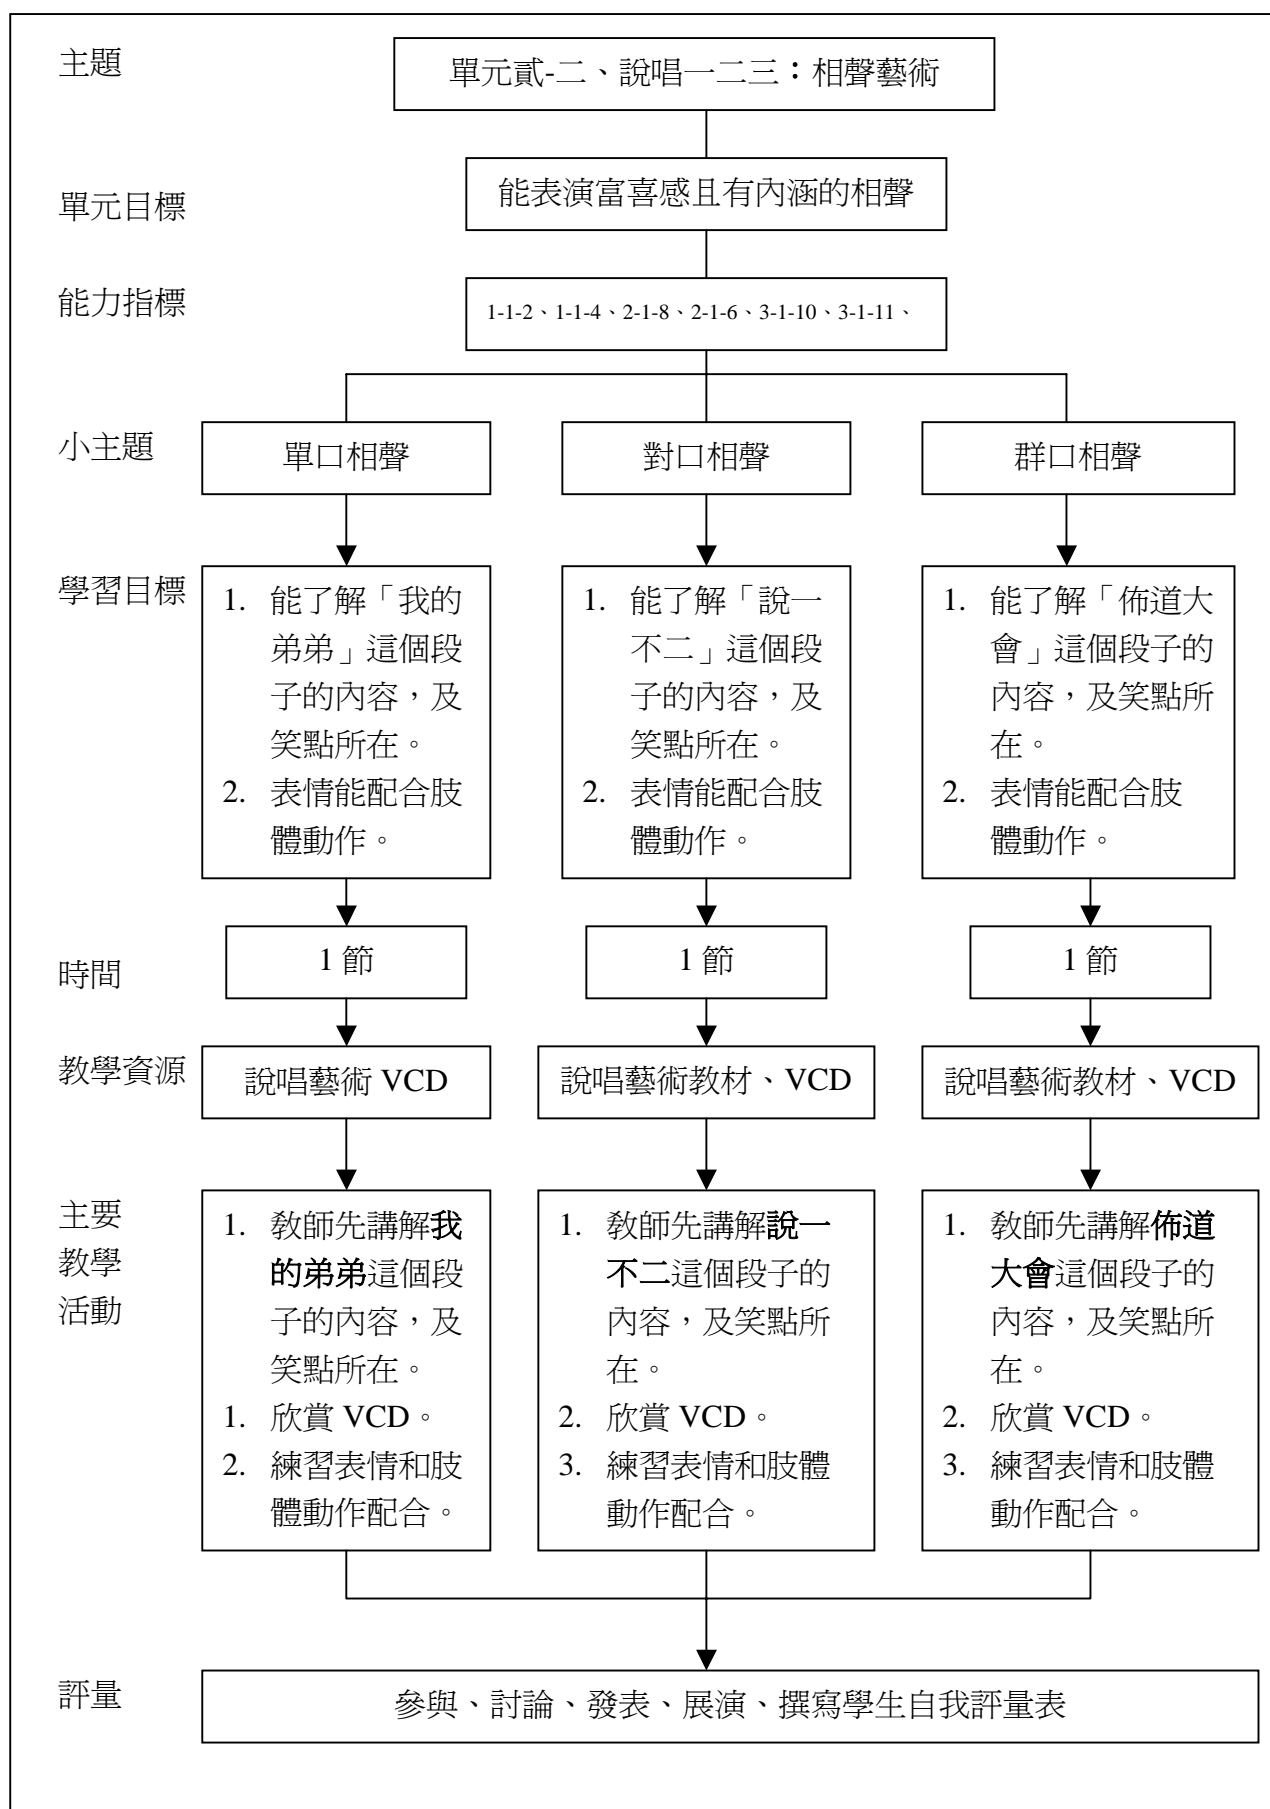 主題
單元貳-二、說唱一二三：相聲藝術
單元目標
能表演富喜感且有內涵的相聲
能力指標
1-1-2、1-1-4、2-1-8、2-1-6、3-1-10、3-1-11、
小主題
單口相聲
對口相聲
群口相聲
學習目標
1. 能了解「我的
弟弟」這個段
子的內容，及
笑點所在。
2. 表情能配合肢
體動作。
1. 能了解「說一
不二」這個段
子的內容，及
笑點所在。
2. 表情能配合肢
體動作。
1. 能了解「佈道大
會」這個段子的
內容，及笑點所
在。
2. 表情能配合肢
體動作。
時間
1 節
1 節
1 節
教學資源
說唱藝術 VCD
說唱藝術教材、VCD
說唱藝術教材、VCD
主要
教學
活動
1. 教師先講解我
的弟弟這個段
子的內容，及
笑點所在。
1. 欣賞 VCD。
2. 練習表情和肢
體動作配合。
1. 教師先講解說一
不二這個段子的
內容，及笑點所
在。
2. 欣賞 VCD。
3. 練習表情和肢體
動作配合。
1. 教師先講解佈道
大會這個段子的
內容，及笑點所
在。
2. 欣賞 VCD。
3. 練習表情和肢體
動作配合。
評量
參與、討論、發表、展演、撰寫學生自我評量表